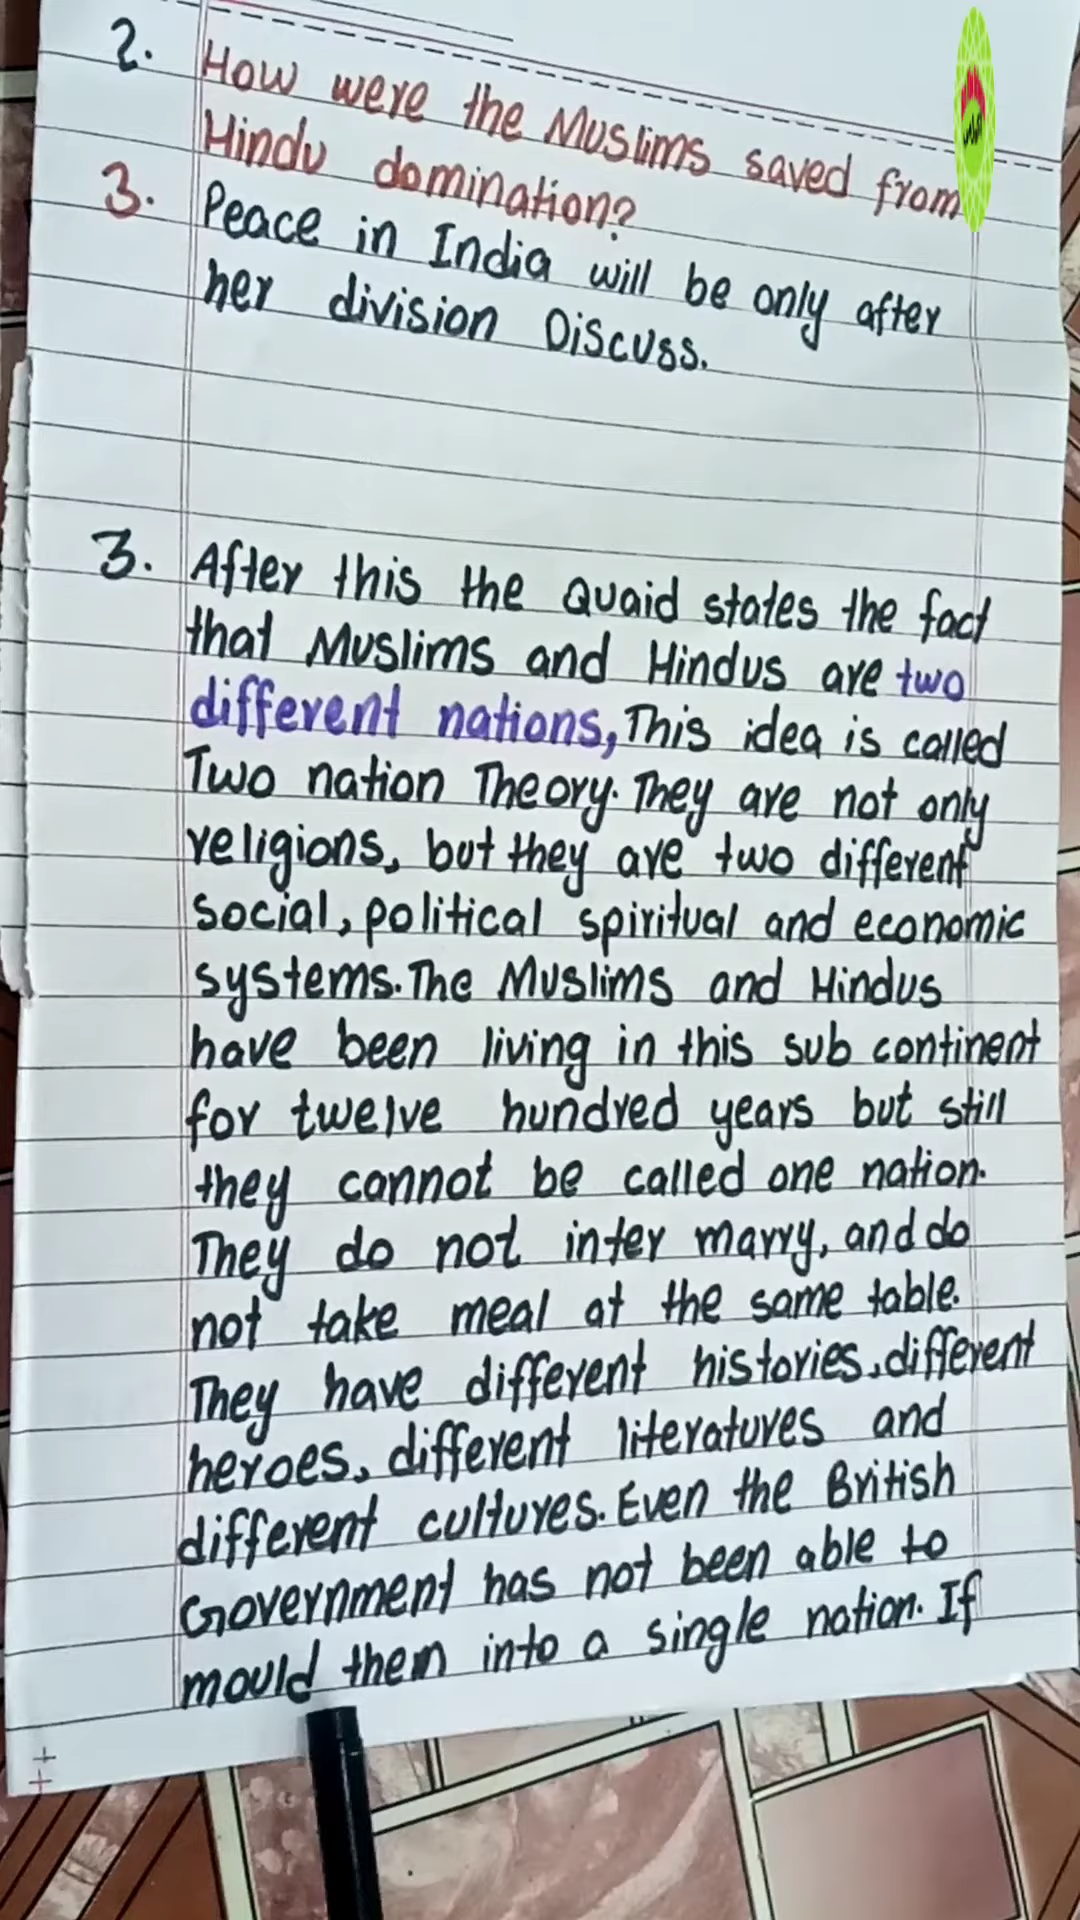 2. How were the Muslims saved from
Hindu domination?
3. Peace in India will be only after
her division Discuss.
3. After this the Quaid states the fact
that Muslims and Hindus are two
different nations, This idea is called
Two nation Theory. They are not only
religions, but they are two different
social, political spiritual and economic
systems. The Muslims and Hindus
have been living in this sub continent
for twelve hundred years but still
they cannot be called one nation.
They do not inter marry, and do
not take meal at the same table.
They have different histories, different
heroes, different literatures and
different cultures. Even the British
Government has not been able to
mould them into a single nation. If